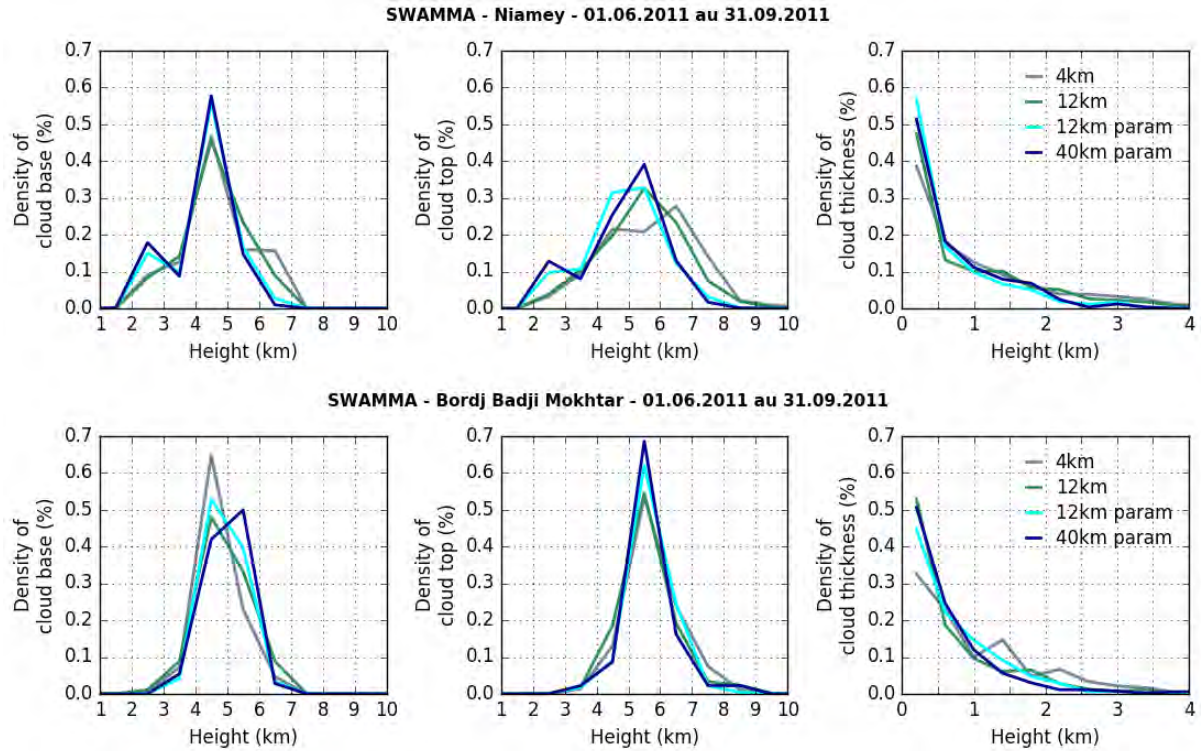 SWAMMA - Niamey - 01.06.2011 au 31.09.2011
Density of
cloud base (%)
0.7
0.6
0.5
0.4
0.3
0.2
0.1
0.0
1 2 3 4 5 6 7 8 9 10
Height (km)
Density of
cloud top (%)
0.7
0.6
0.5
0.4
0.3
0.2
0.1
0.0
1 2 3 4 5 6 7 8 9 10
Height (km)
Density of
cloud thickness (%)
0.7
0.6
0.5
0.4
0.3
0.2
0.1
0.0
0 1 2 3 4
Height (km)
4km
12km
12km param
40km param
SWAMMA - Bordj Badji Mokhtar - 01.06.2011 au 31.09.2011
Density of
cloud base (%)
0.7
0.6
0.5
0.4
0.3
0.2
0.1
0.0
1 2 3 4 5 6 7 8 9 10
Height (km)
Density of
cloud top (%)
0.7
0.6
0.5
0.4
0.3
0.2
0.1
0.0
1 2 3 4 5 6 7 8 9 10
Height (km)
Density of
cloud thickness (%)
0.7
0.6
0.5
0.4
0.3
0.2
0.1
0.0
0 1 2 3 4
Height (km)
4km
12km
12km param
40km param